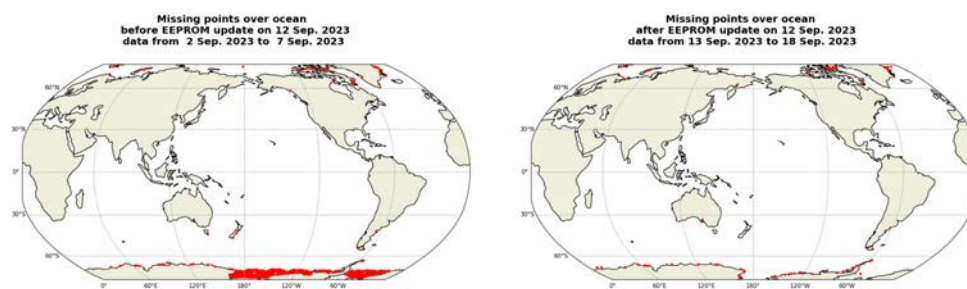 Missing points over ocean
before EEPROM update on 12 Sep. 2023
data from 2 Sep. 2023 to 7 Sep. 2023
60°N
30°N
0°
30°S
60°S
0°
60°E
120°E
180°
120°W
60°W
Missing points over ocean
after EEPROM update on 12 Sep. 2023
data from 13 Sep. 2023 to 18 Sep. 2023
60°N
30°N
0°
30°S
60°S
0°
60°E
120°E
180°
120°W
60°W